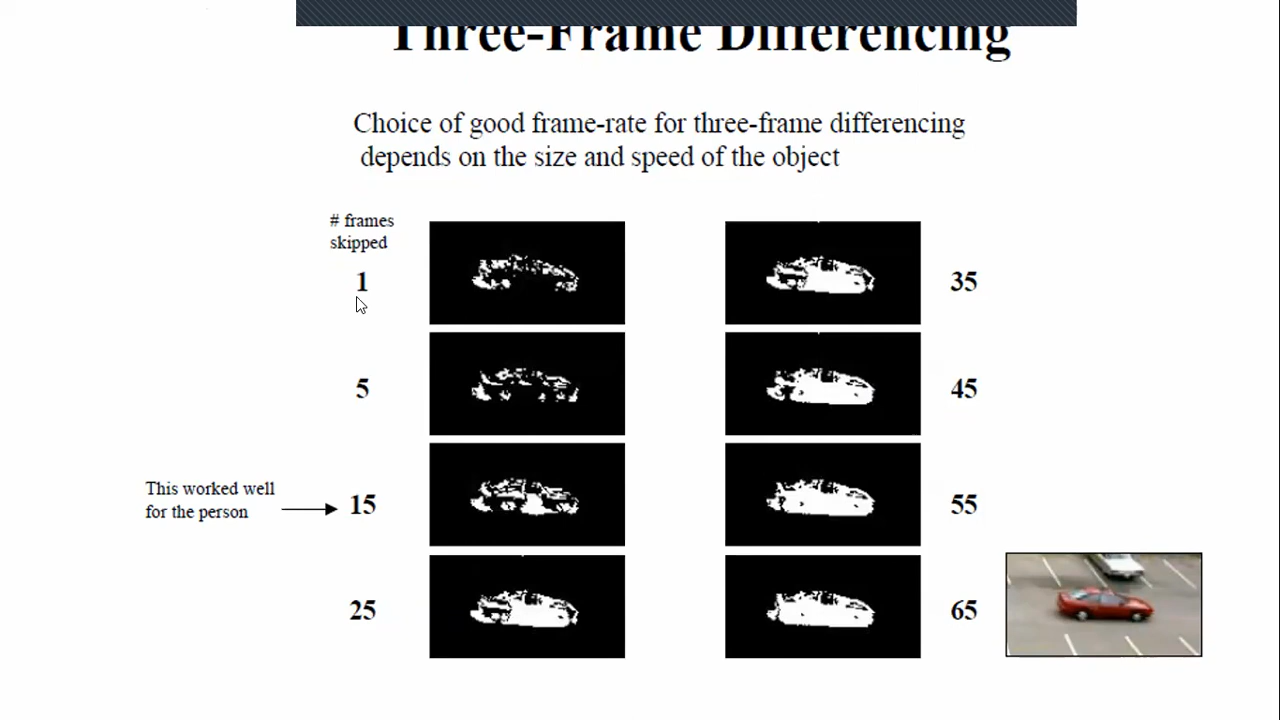 Three-Frame Differencing
Choice of good frame-rate for three-frame differencing
depends on the size and speed of the object
# frames
skipped
1
35
5
45
This worked well
for the person
15
55
25
65